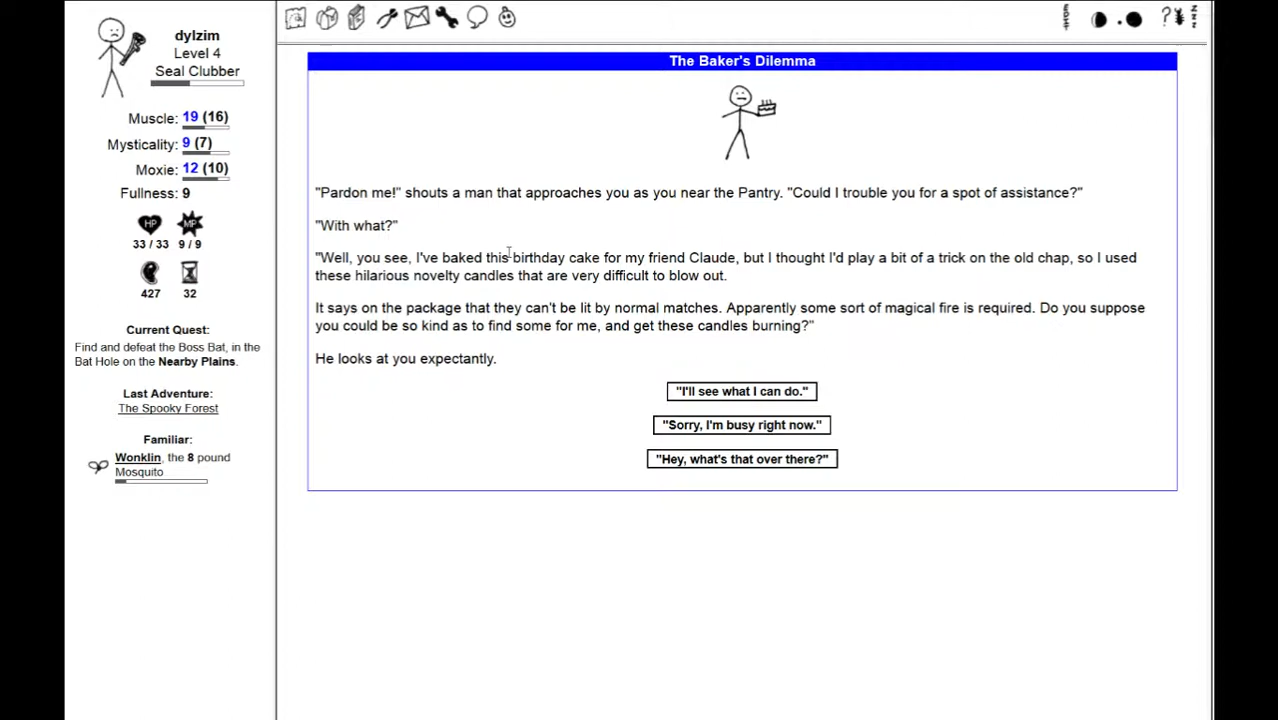 dylzim
Level 4
Seal Clubber
Muscle: 19 (16)
Mysticality: 9 (7)
Moxie: 12 (10)
Fullness: 9
HP MP
33 / 33 9 / 9
427 32
Current Quest:
Find and defeat the Boss Bat, in the
Bat Hole on the Nearby Plains.
Last Adventure:
The Spooky Forest
Familiar:
Wonklin, the 8 pound
Mosquito
The Baker's Dilemma
"Pardon me!" shouts a man that approaches you as you near the Pantry. "Could I trouble you for a spot of assistance?"
"With what?"
"Well, you see, I've baked this birthday cake for my friend Claude, but I thought I'd play a bit of a trick on the old chap, so I used
these hilarious novelty candles that are very difficult to blow out.
It says on the package that they can't be lit by normal matches. Apparently some sort of magical fire is required. Do you suppose
you could be so kind as to find some for me, and get these candles burning?"
He looks at you expectantly.
"I'll see what I can do."
"Sorry, I'm busy right now."
"Hey, what's that over there?"